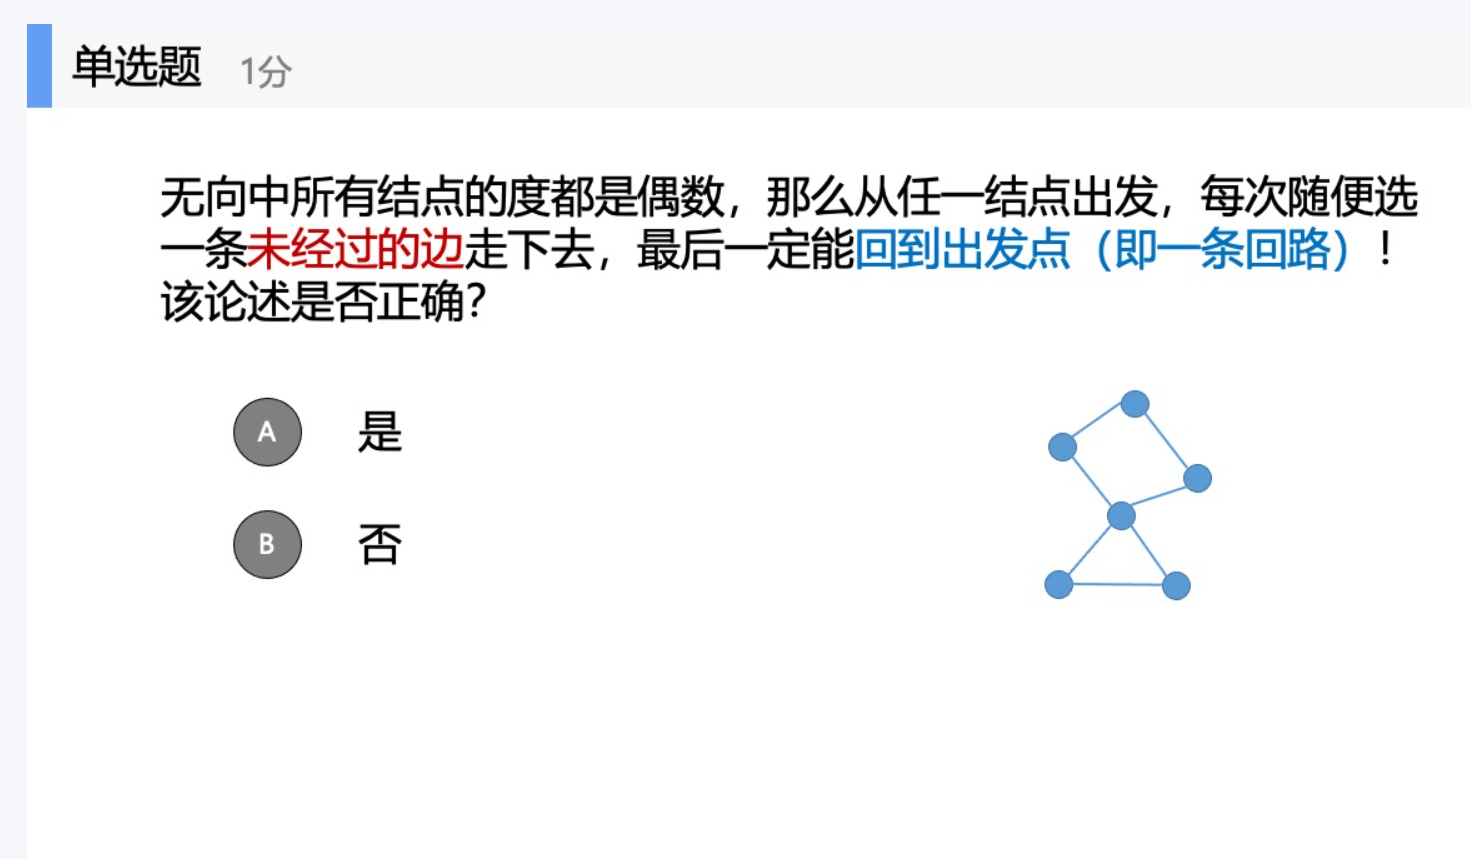 单选题 1分
无向中所有结点的度都是偶数，那么从任一结点出发，每次随便选
一条未经过的边走下去，最后一定能回到出发点（即一条回路）！
该论述是否正确？
A 是
B 否